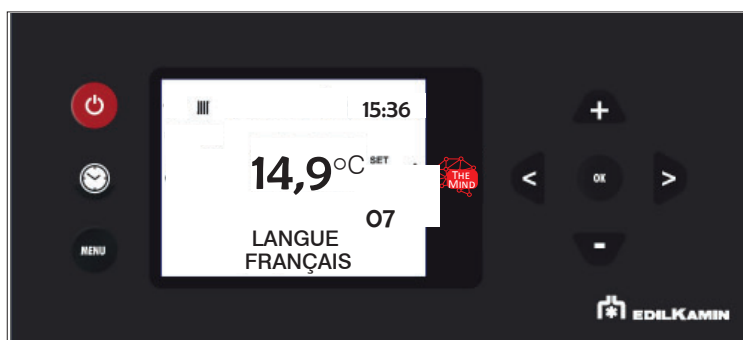 15:36
14,9°C SET
THE
MIND
< OK >
+
07
MENU
LANGUE
FRANÇAIS
-
EDILKAMIN